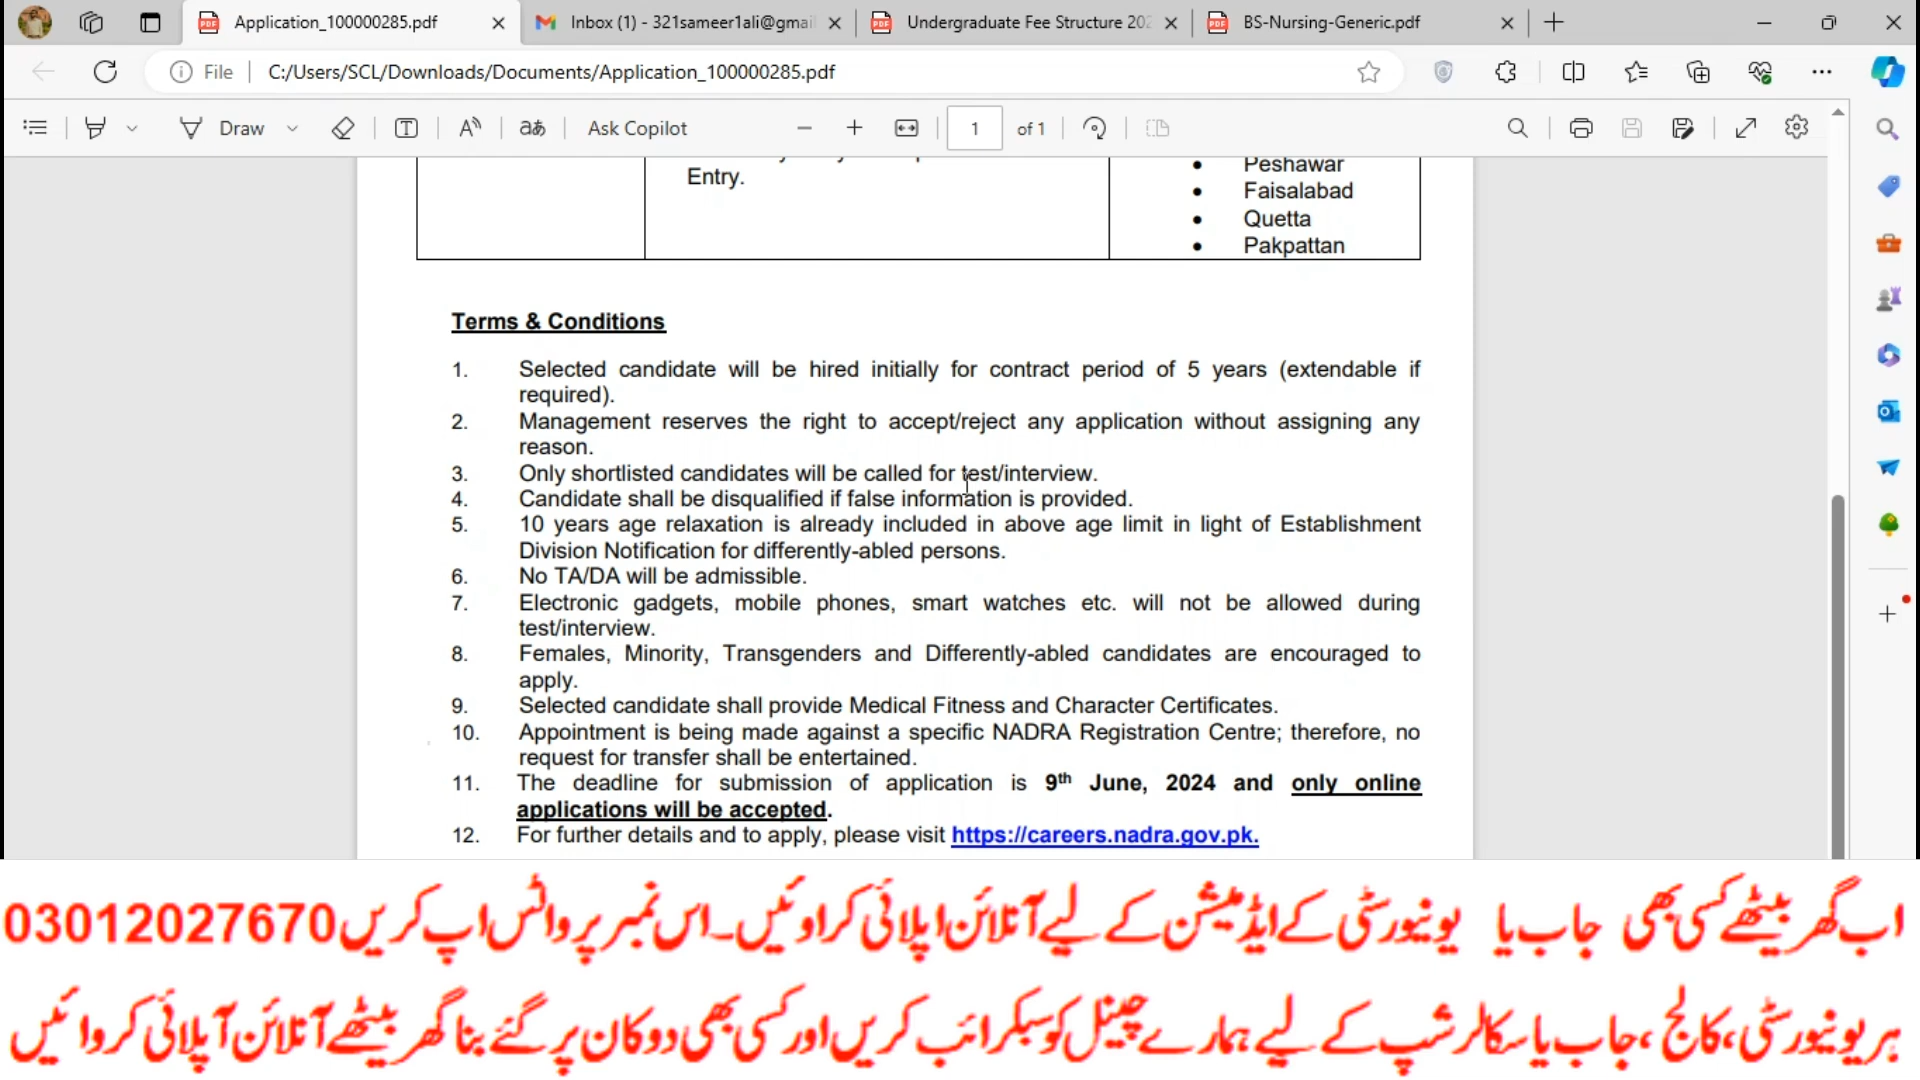 Application_100000285.pdf
Inbox (1) - 321sameer1ali@gmai
Undergraduate Fee Structure 202
BS-Nursing-Generic.pdf
File
C:/Users/SCL/Downloads/Documents/Application_100000285.pdf
Draw
Ask Copilot
1 of 1
Entry.
Peshawar
Faisalabad
Quetta
Pakpattan
Terms & Conditions
1. Selected candidate will be hired initially for contract period of 5 years (extendable if
required).
2. Management reserves the right to accept/reject any application without assigning any
reason.
3. Only shortlisted candidates will be called for test/interview.
4. Candidate shall be disqualified if false information is provided.
5. 10 years age relaxation is already included in above age limit in light of Establishment
Division Notification for differently-abled persons.
6. No TA/DA will be admissible.
7. Electronic gadgets, mobile phones, smart watches etc. will not be allowed during
test/interview.
8. Females, Minority, Transgenders and Differently-abled candidates are encouraged to
apply.
9. Selected candidate shall provide Medical Fitness and Character Certificates.
10. Appointment is being made against a specific NADRA Registration Centre; therefore, no
request for transfer shall be entertained.
11. The deadline for submission of application is 9th June, 2024 and only online
applications will be accepted.
12. For further details and to apply, please visit https://careers.nadra.gov.pk.
اب گھر بیٹھے کسی بھی جاب یا یونیورسٹی کے ایڈمیشن کے لیے آنلائن اپلائی کراوئیں۔اس نمبر پر واٹس اپ کریں 03012027670
ہر یونیورسٹی، کالج ،جاب یا سکالرشپ کے لیے ہمارے چینل کو سبکرائب کریں اور کسی بھی دوکان پر گئے بنا گھر بیٹھے آنلائن آپلائی کروائیں